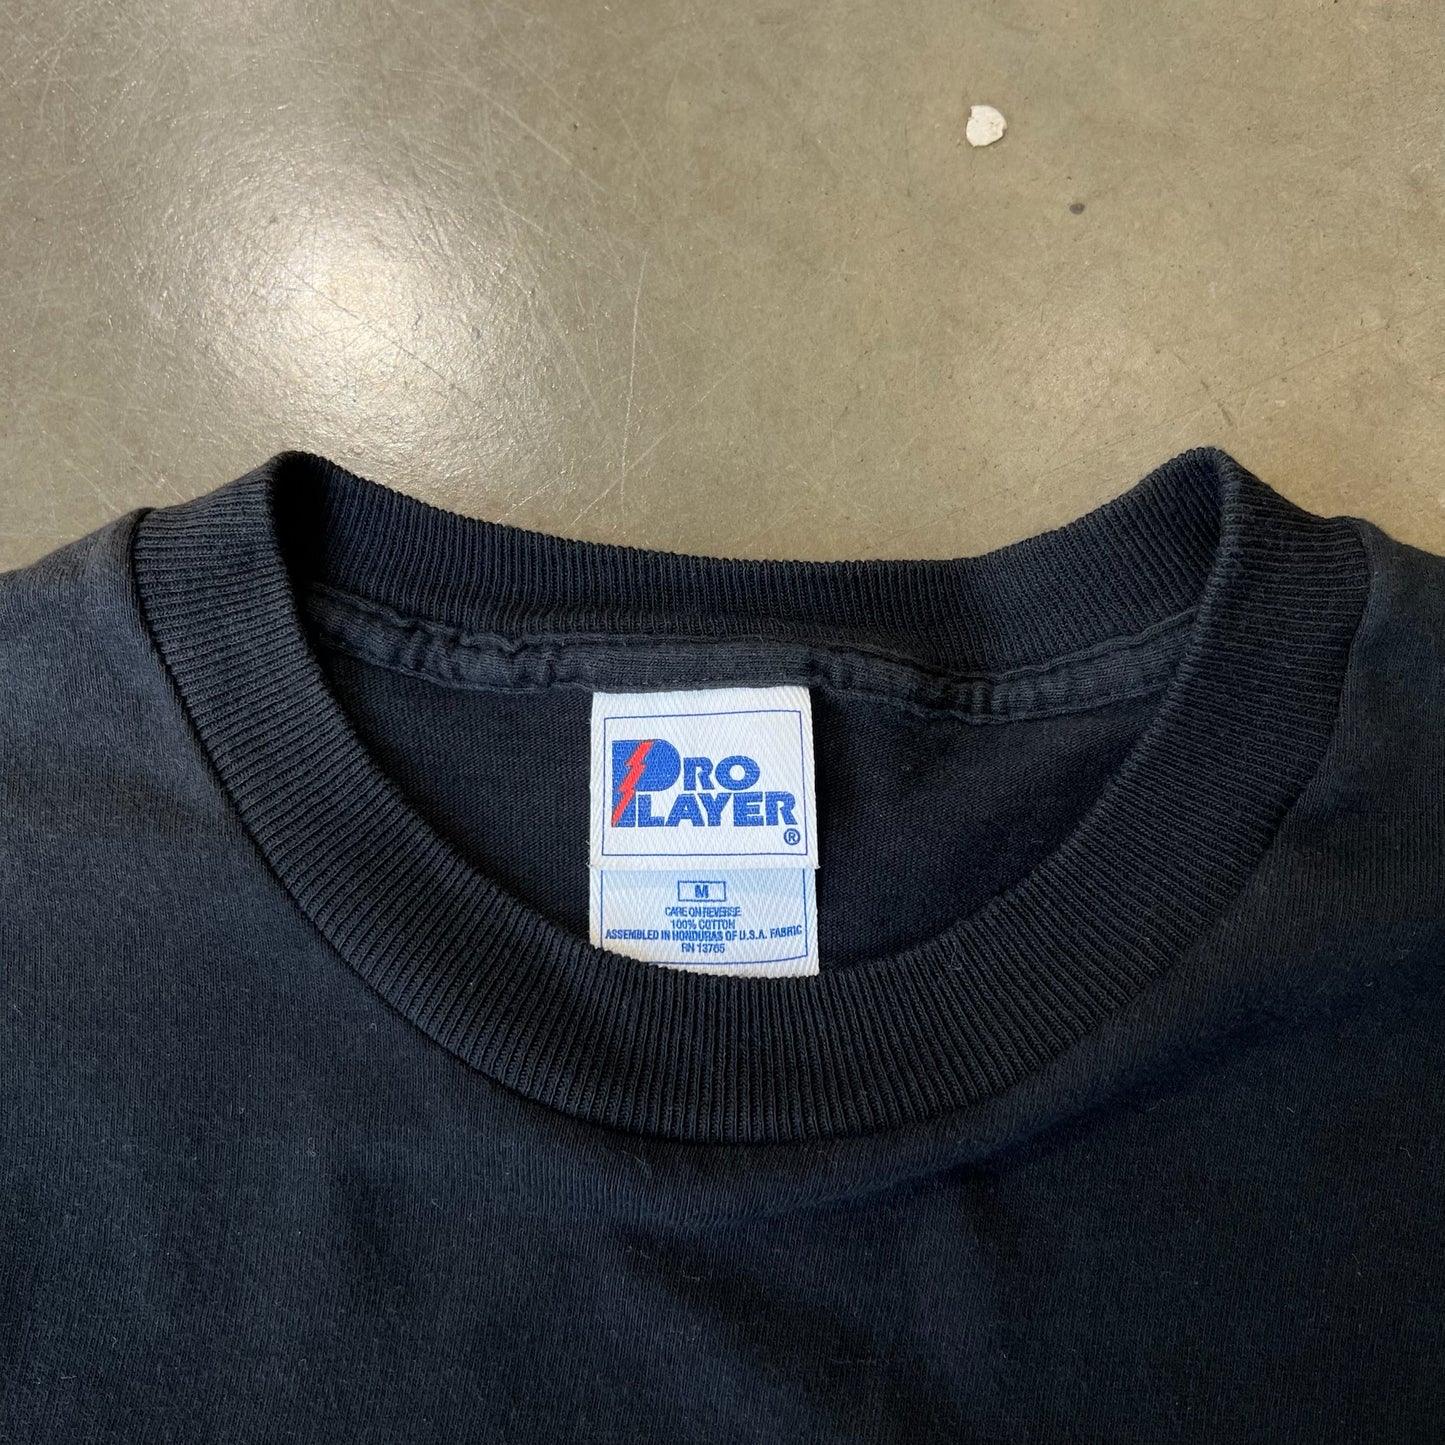 PRO
PLAYER
®
M
CARE ON REVERSE
100% COTTON
ASSEMBLED IN HONDURAS OF U.S.A. FABRIC
RN 13765